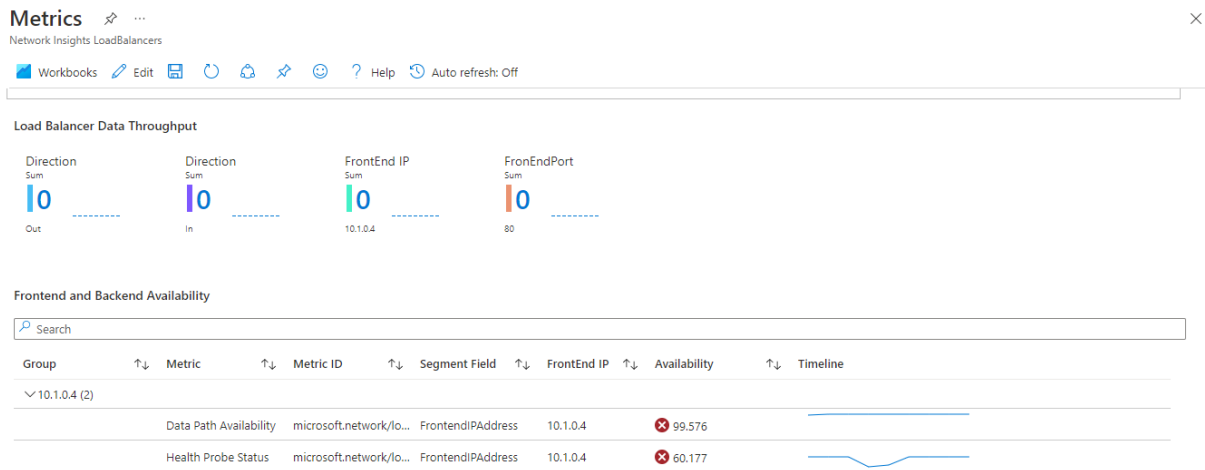 Metrics ...
Network Insights LoadBalancers
Workbooks Edit Help Auto refresh: Off
Load Balancer Data Throughput
Direction Direction FrontEnd IP FronEndPort
Sum Sum Sum Sum
0 0 0 0
Out In 10.1.0.4 80
Frontend and Backend Availability
Search
Group Metric Metric ID Segment Field FrontEnd IP Availability Timeline
10.1.0.4 (2)
Data Path Availability microsoft.network/lo... FrontendIPAddress 10.1.0.4 99.576
Health Probe Status microsoft.network/lo... FrontendIPAddress 10.1.0.4 60.177